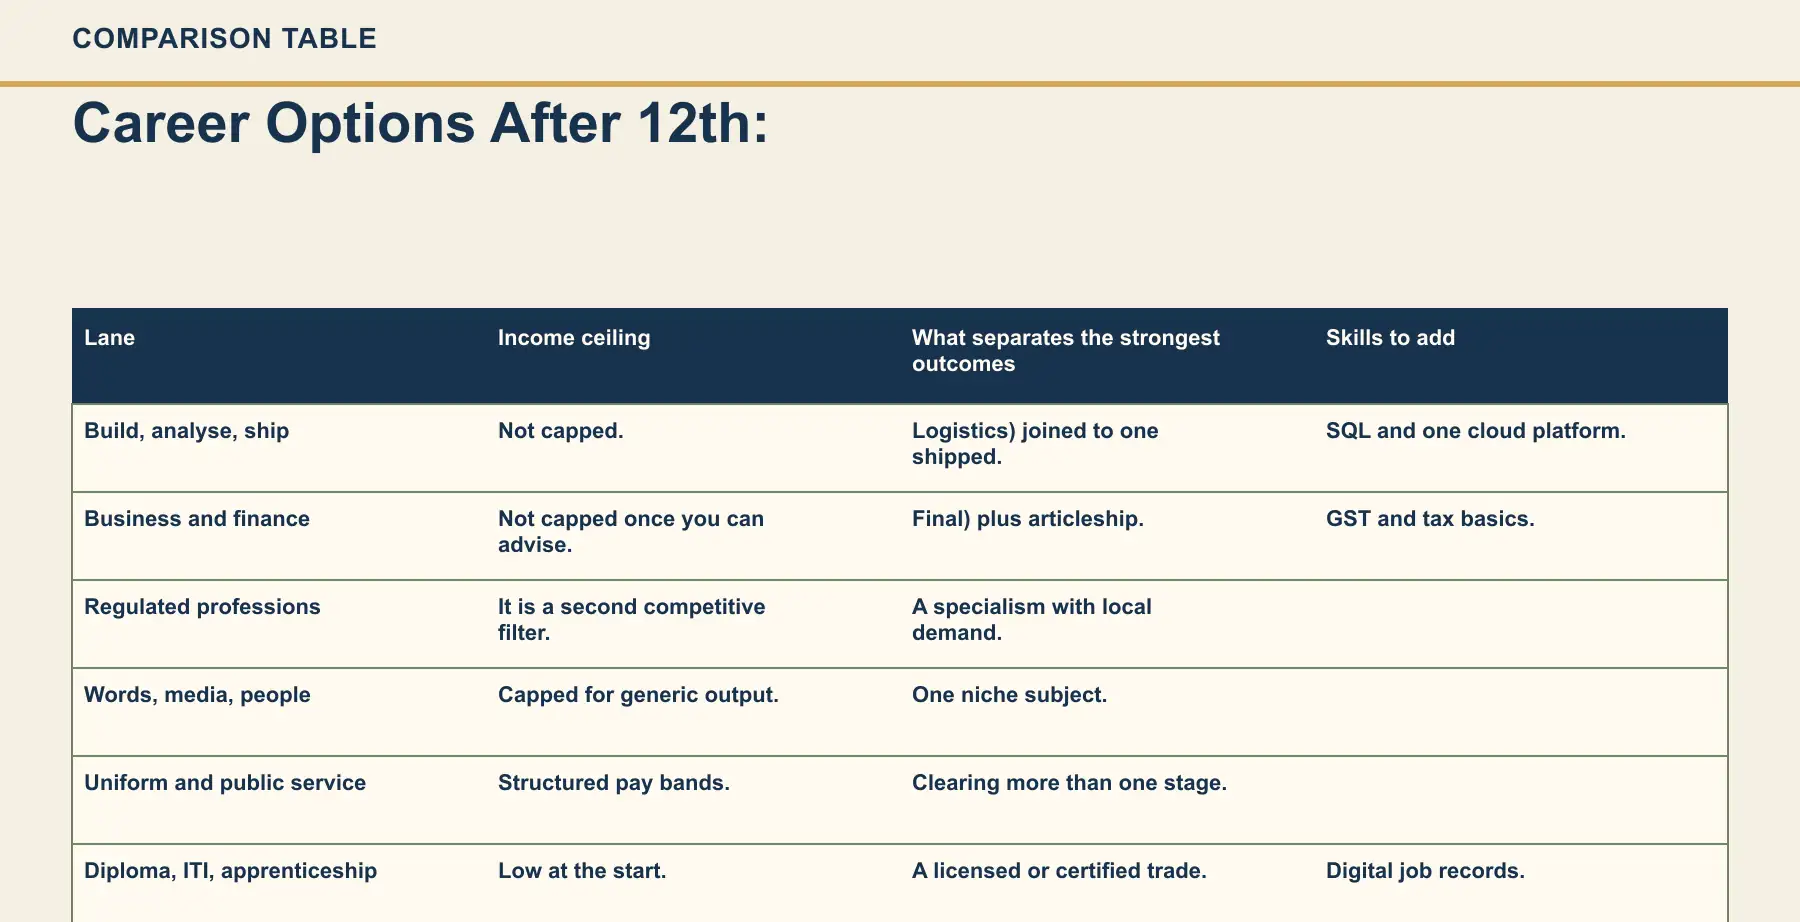 COMPARISON TABLE
Career Options After 12th:
Lane
Income ceiling
What separates the strongest
outcomes
Skills to add
Build, analyse, ship
Not capped.
Logistics) joined to one
shipped.
SQL and one cloud platform.
Business and finance
Not capped once you can
advise.
Final) plus articleship.
GST and tax basics.
Regulated professions
It is a second competitive
filter.
A specialism with local
demand.
Words, media, people
Capped for generic output.
One niche subject.
Uniform and public service
Structured pay bands.
Clearing more than one stage.
Diploma, ITI, apprenticeship
Low at the start.
A licensed or certified trade.
Digital job records.